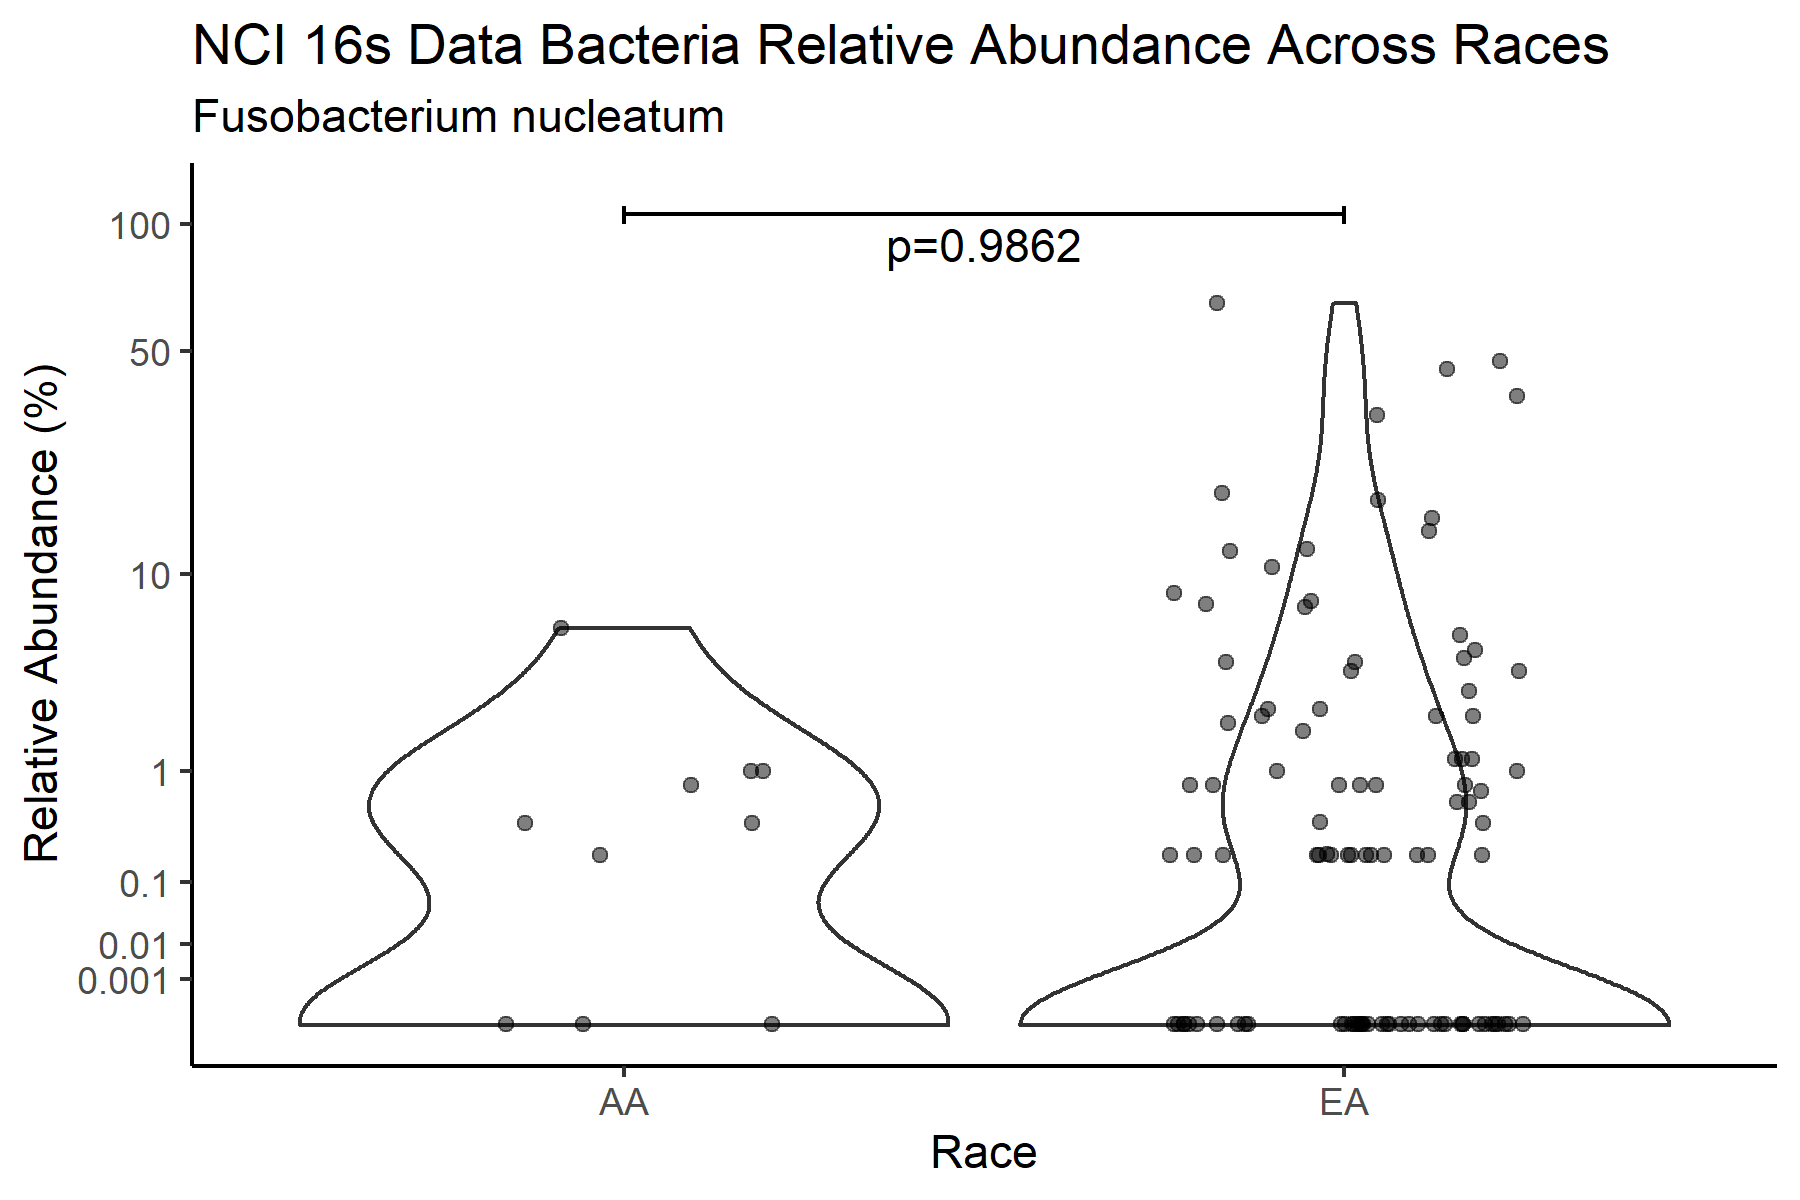 NCI 16s Data Bacteria Relative Abundance Across Races
Fusobacterium nucleatum
100
50
10
1
0.1
0.01
0.001
Relative Abundance (%)
p=0.9862
AA
EA
Race